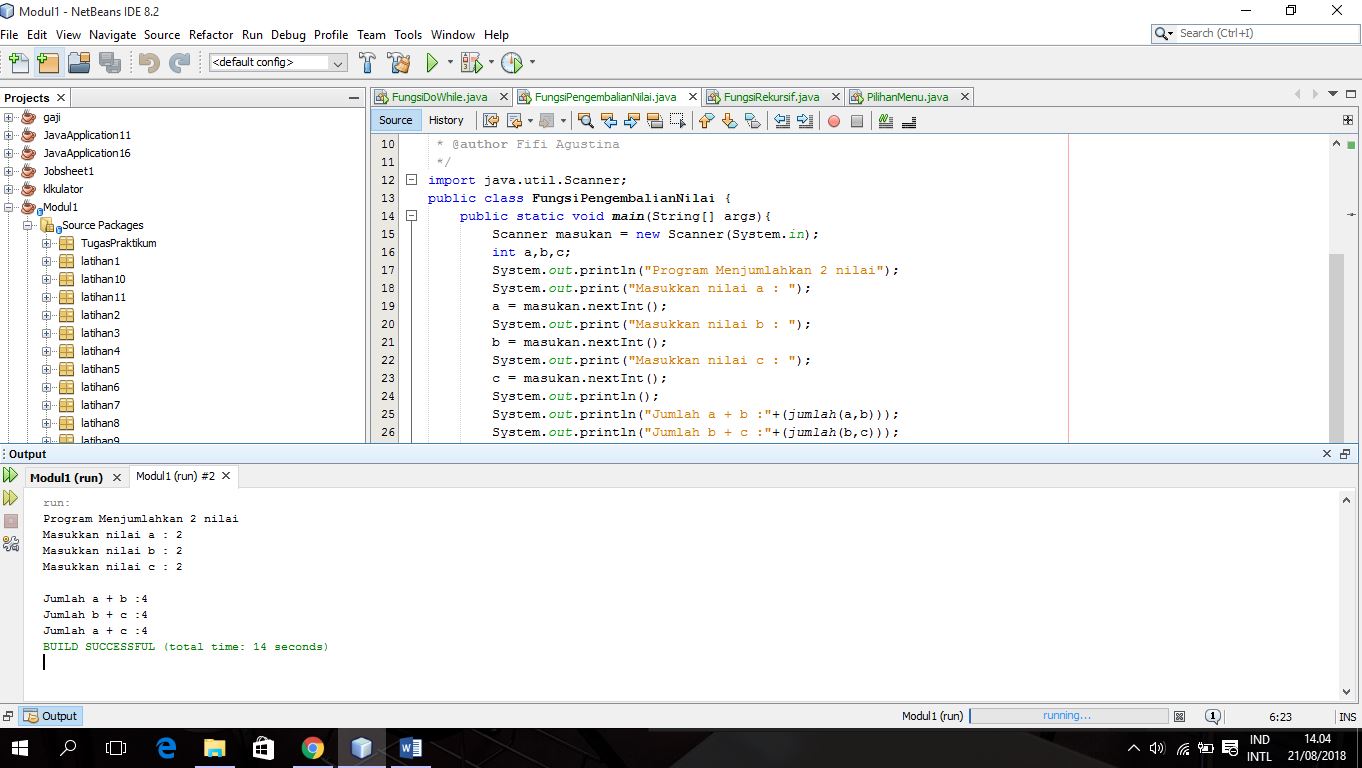 Modul1 - NetBeans IDE 8.2
File Edit View Navigate Source Refactor Run Debug Profile Team Tools Window Help
Search (Ctrl+I)
<default config>
Projects
gaji
JavaApplication11
JavaApplication16
Jobsheet1
klkulator
Modul1
Source Packages
TugasPraktikum
latihan1
latihan10
latihan11
latihan2
latihan3
latihan4
latihan5
latihan6
latihan7
latihan8
latihan9
FungsiDoWhile.java FungsiPengembalianNilai.java FungsiRekursif.java PilihanMenu.java
Source History
10 * @author Fifi Agustina
11 */
12 import java.util.Scanner;
13 public class FungsiPengembalianNilai {
14 public static void main(String[] args){
15 Scanner masukan = new Scanner(System.in);
16 int a,b,c;
17 System.out.println("Program Menjumlahkan 2 nilai");
18 System.out.print("Masukkan nilai a : ");
19 a = masukan.nextInt();
20 System.out.print("Masukkan nilai b : ");
21 b = masukan.nextInt();
22 System.out.print("Masukkan nilai c : ");
23 c = masukan.nextInt();
24 System.out.println();
25 System.out.println("Jumlah a + b :"+(jumlah(a,b)));
26 System.out.println("Jumlah b + c :"+(jumlah(b,c)));
Output
Modul1 (run) Modul1 (run) #2
run:
Program Menjumlahkan 2 nilai
Masukkan nilai a : 2
Masukkan nilai b : 2
Masukkan nilai c : 2
Jumlah a + b :4
Jumlah b + c :4
Jumlah a + c :4
BUILD SUCCESSFUL (total time: 14 seconds)
Output
Modul1 (run) running... 1 6:23 INS
IND 14.04
INTL 21/08/2018